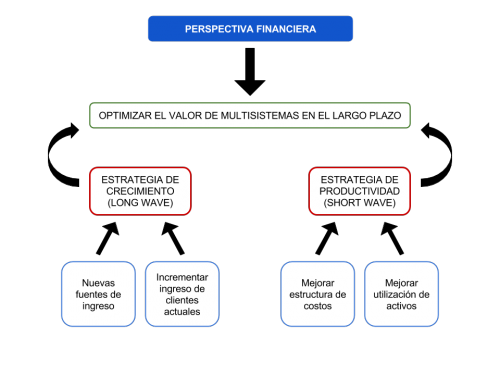 PERSPECTIVA FINANCIERA
OPTIMIZAR EL VALOR DE MULTISISTEMAS EN EL LARGO PLAZO
ESTRATEGIA DE
CRECIMIENTO
(LONG WAVE)
ESTRATEGIA DE
PRODUCTIVIDAD
(SHORT WAVE)
Nuevas
fuentes de
ingreso
Incrementar
ingreso de
clientes
actuales
Mejorar
estructura de
costos
Mejorar
utilización de
activos